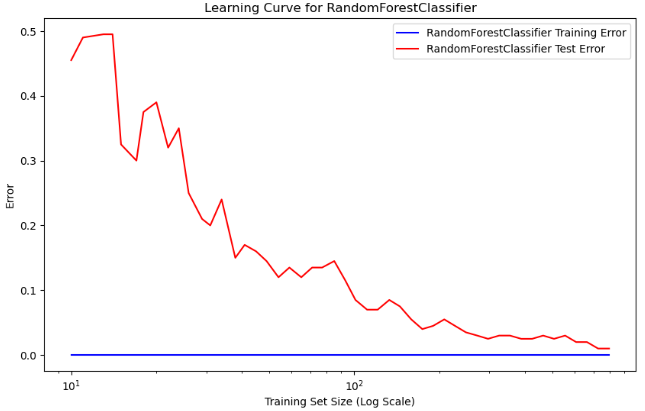 Learning Curve for RandomForestClassifier
RandomForestClassifier Training Error
RandomForestClassifier Test Error
0.5
0.4
0.3
0.2
0.1
0.0
Error
10¹
10²
Training Set Size (Log Scale)